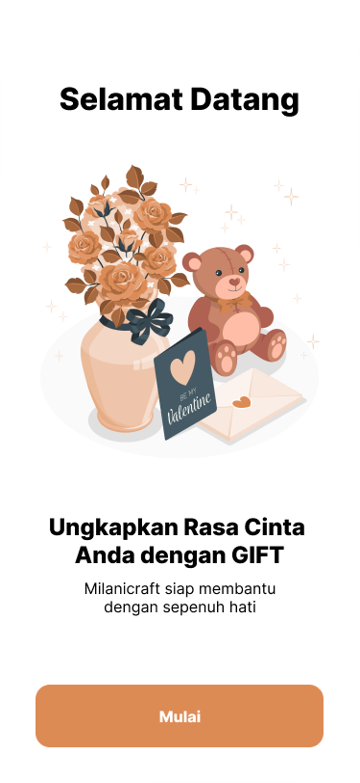 Selamat Datang
BE MY
Valentine
Ungkapkan Rasa Cinta
Anda dengan GIFT
Milanicraft siap membantu
dengan sepenuh hati
Mulai